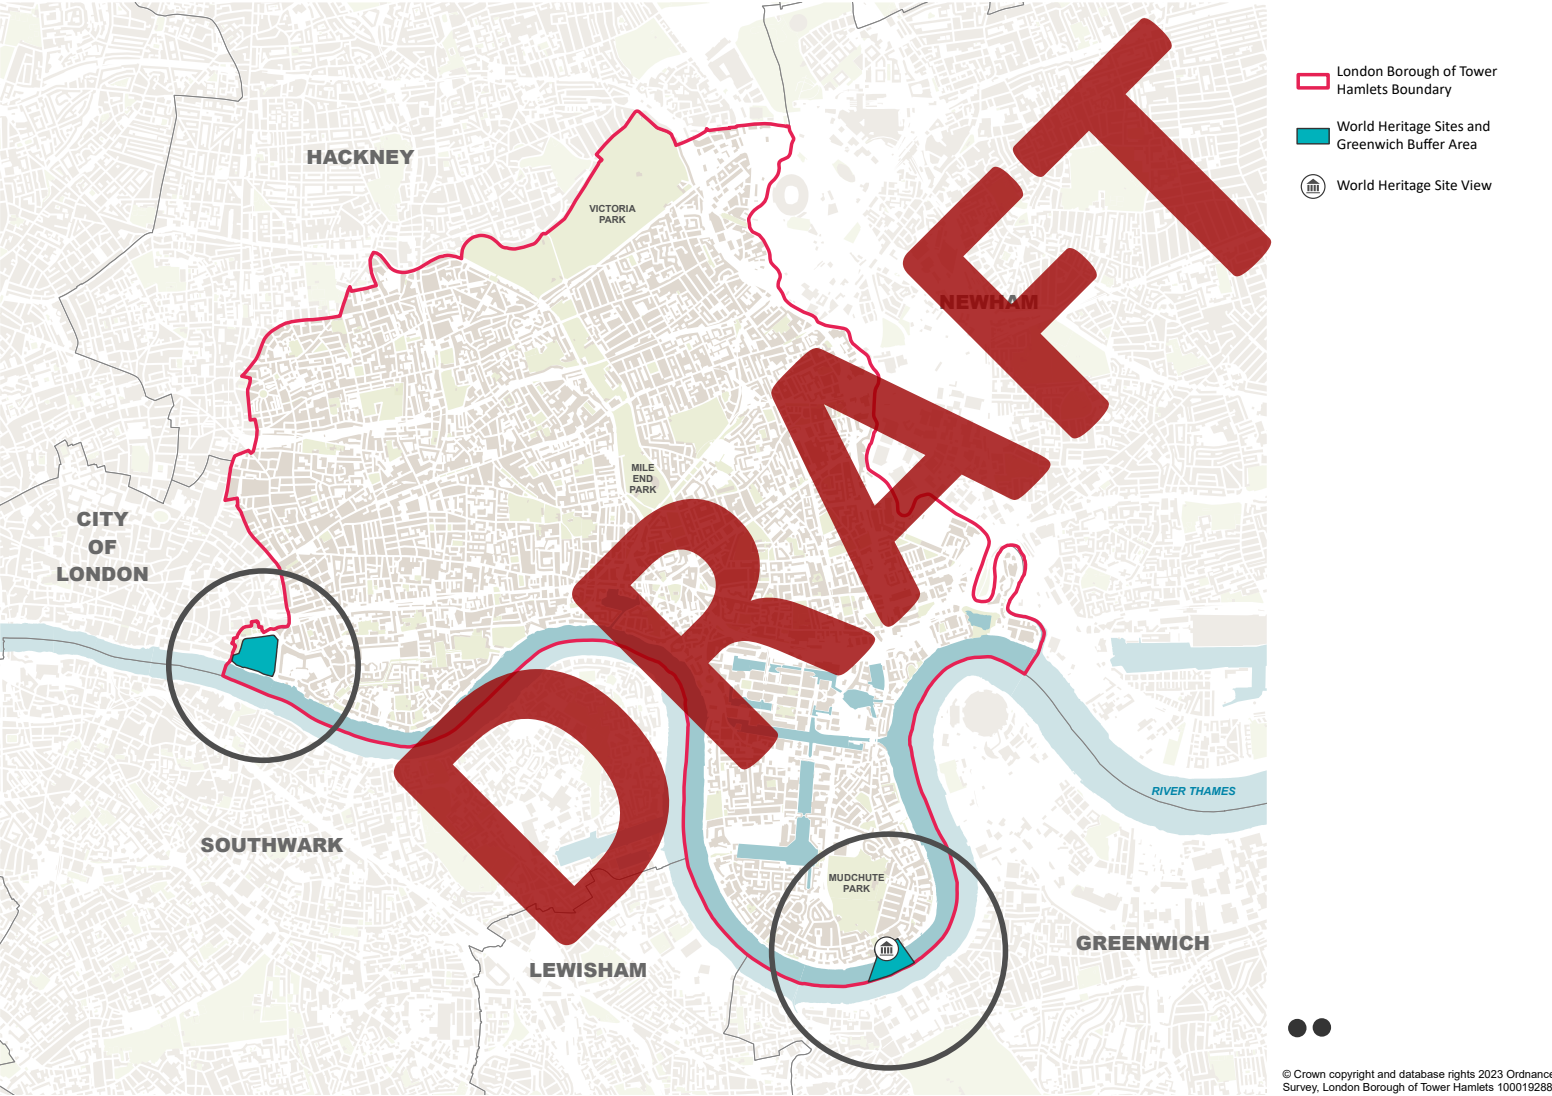 London Borough of Tower
Hamlets Boundary
World Heritage Sites and
Greenwich Buffer Area
World Heritage Site View
HACKNEY
VICTORIA
PARK
NEWHAM
MILE
END
PARK
CITY
OF
LONDON
DRAFT
RIVER THAMES
SOUTHWARK
MUDCHUTE
PARK
GREENWICH
LEWISHAM
© Crown copyright and database rights 2023 Ordnance
Survey, London Borough of Tower Hamlets 100019288